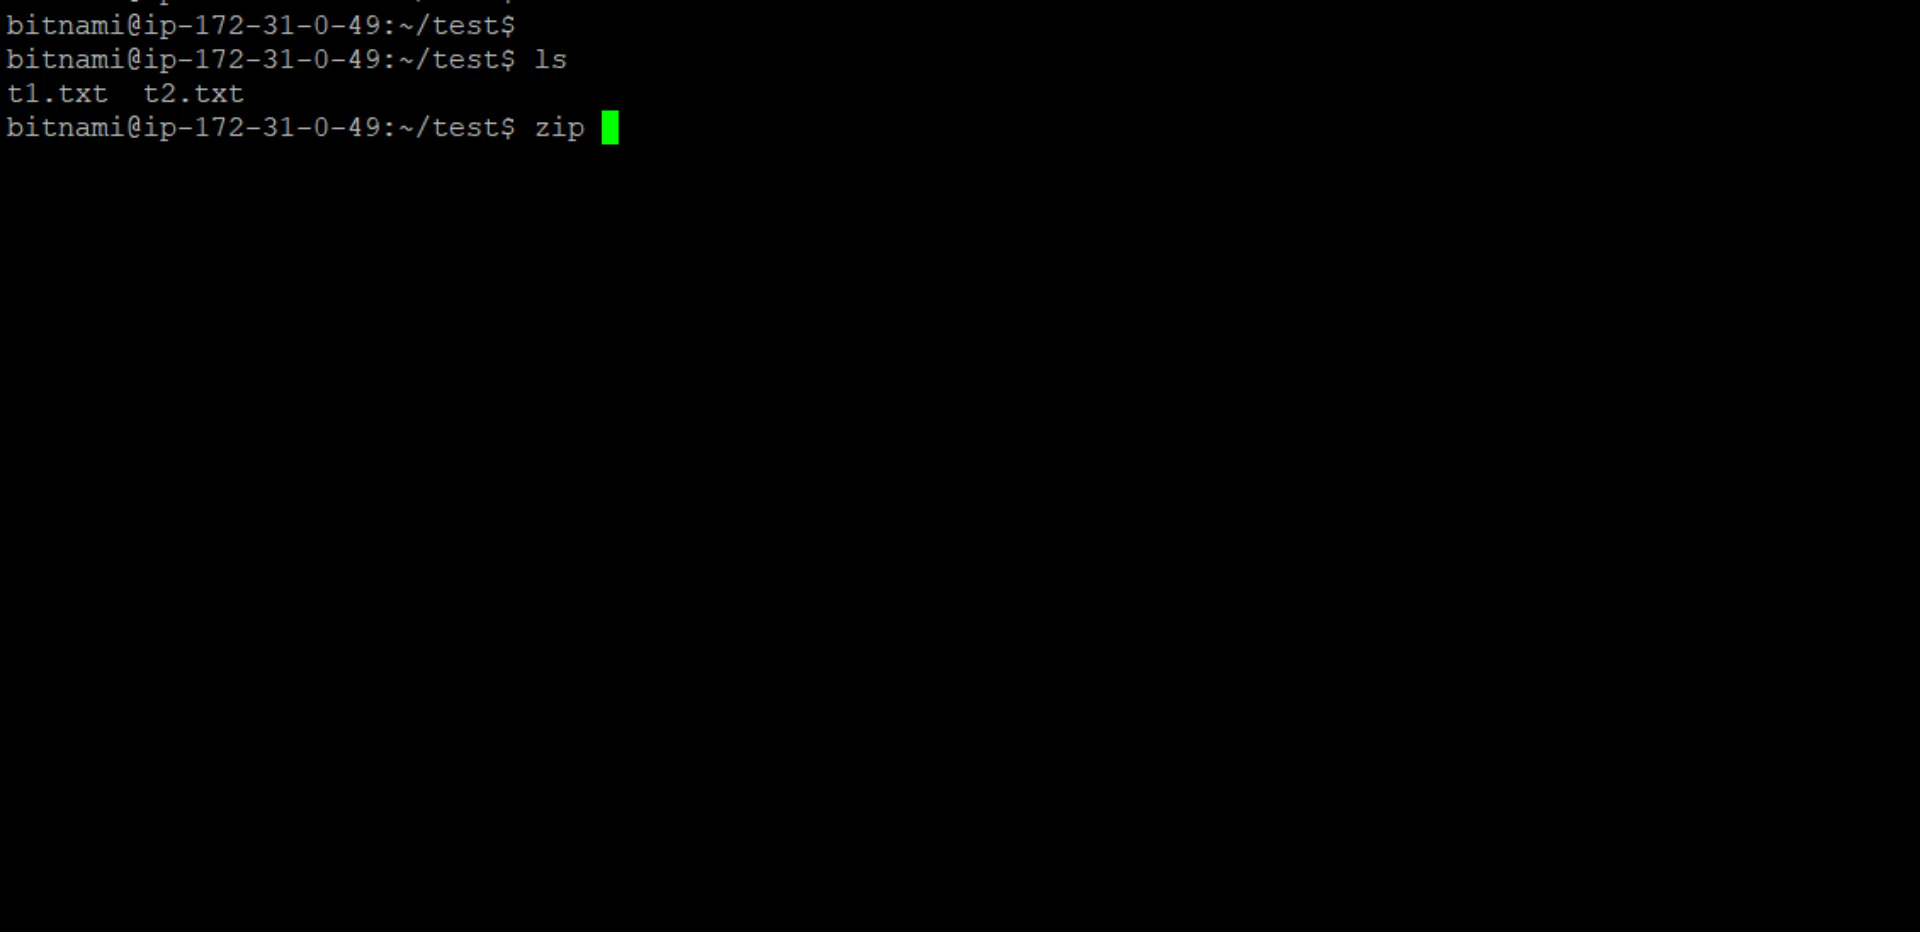 bitnami@ip-172-31-0-49:~/test$
bitnami@ip-172-31-0-49:~/test$ ls
t1.txt  t2.txt
bitnami@ip-172-31-0-49:~/test$ zip